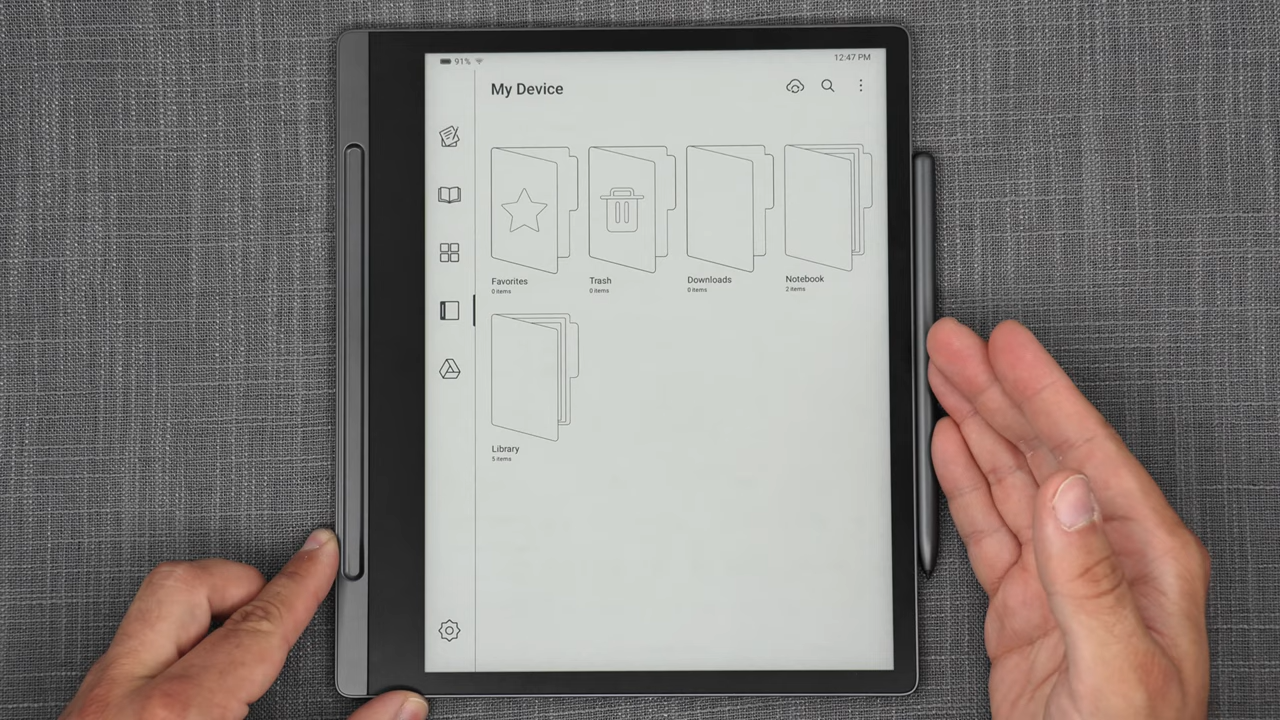 91%
12:47 PM
My Device
Favorites
0 items
Trash
0 items
Downloads
0 items
Notebook
2 items
Library
5 items